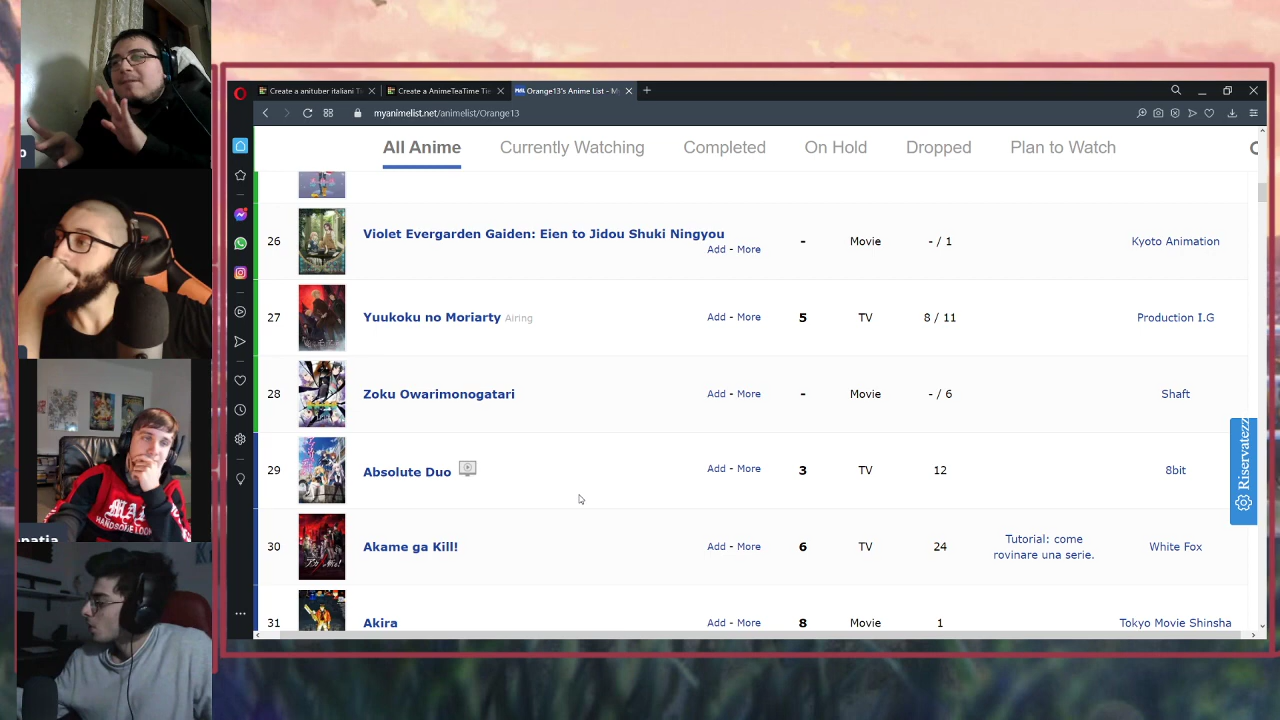 Create a anituber italiani Ti
Create a AnimeTeaTime Tie
MAL Orange13's Anime List - My
myanimelist.net/animelist/Orange13
All Anime
Currently Watching
Completed
On Hold
Dropped
Plan to Watch
26
Violet Evergarden Gaiden: Eien to Jidou Shuki Ningyou
Add - More
-
Movie
- / 1
Kyoto Animation
27
Yuukoku no Moriarty Airing
Add - More
5
TV
8 / 11
Production I.G
28
Zoku Owarimonogatari
Add - More
-
Movie
- / 6
Shaft
29
Absolute Duo
Add - More
3
TV
12
8bit
30
Akame ga Kill!
Add - More
6
TV
24
Tutorial: come
rovinare una serie.
White Fox
31
Akira
Add - More
8
Movie
1
Tokyo Movie Shinsha
Riservatezz
o
HANDSOME